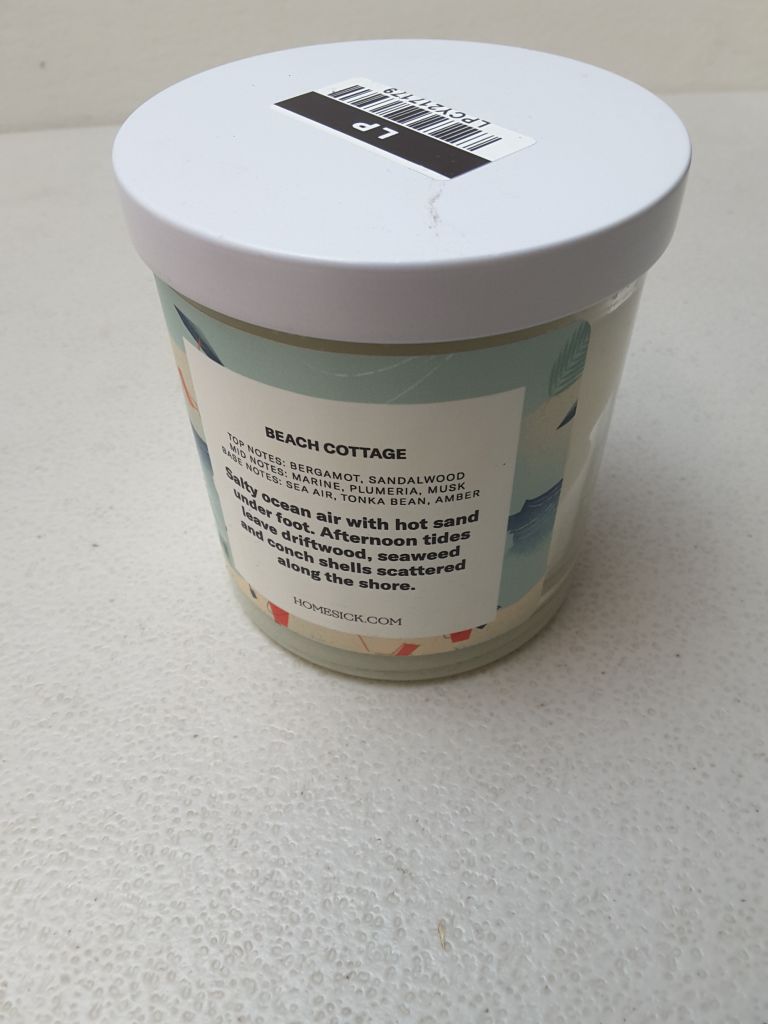 LP
LPCY217179
BEACH COTTAGE
TOP NOTES: BERGAMOT, SANDALWOOD
MID NOTES: MARINE, PLUMERIA, MUSK
BASE NOTES: SEA AIR, TONKA BEAN, AMBER
Salty ocean air with hot sand
under foot. Afternoon tides
leave driftwood, seaweed
and conch shells scattered
along the shore.
HOMESICK.COM